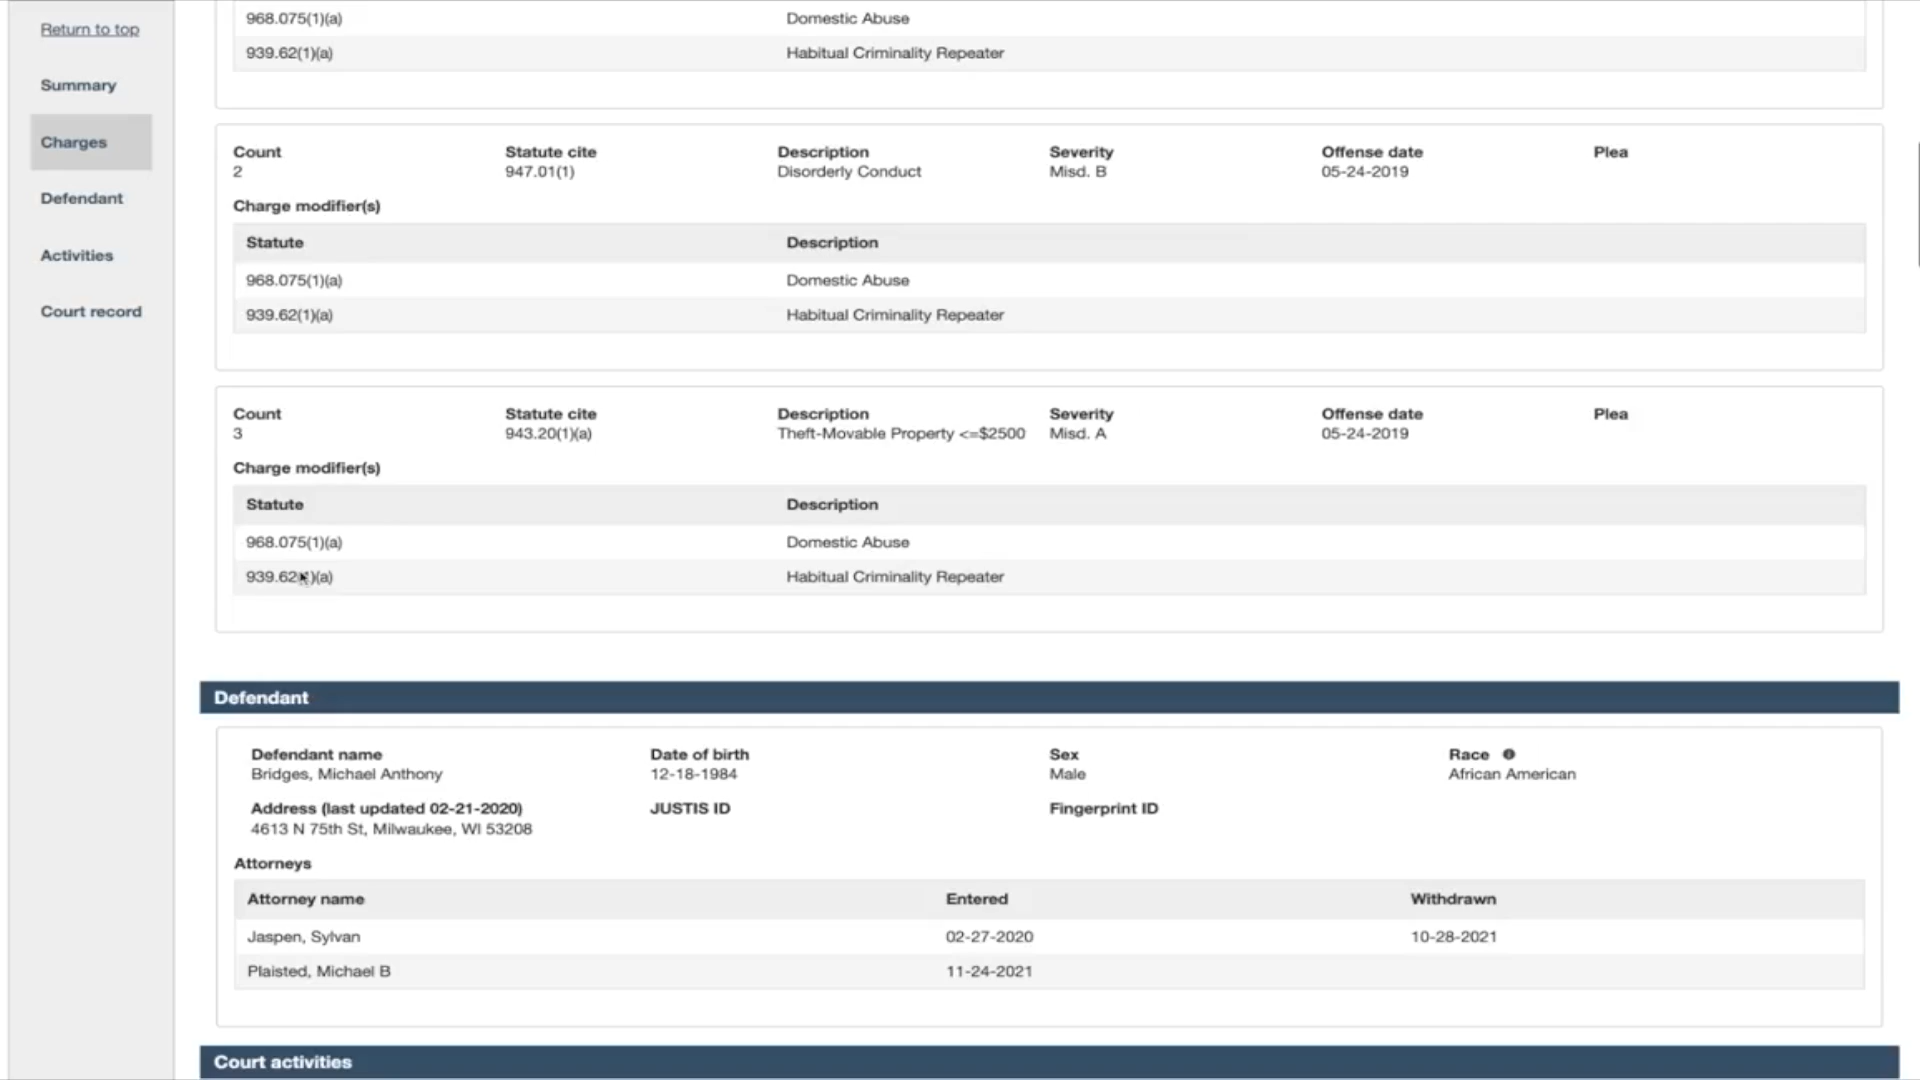 Return to top
Summary
Charges
Defendant
Activities
Court record
968.075(1)(a) Domestic Abuse
939.62(1)(a) Habitual Criminality Repeater
Count Statute cite Description Severity Offense date Plea
2 947.01(1) Disorderly Conduct Misd. B 05-24-2019
Charge modifier(s)
Statute Description
968.075(1)(a) Domestic Abuse
939.62(1)(a) Habitual Criminality Repeater
Count Statute cite Description Severity Offense date Plea
3 943.20(1)(a) Theft-Movable Property <=$2500 Misd. A 05-24-2019
Charge modifier(s)
Statute Description
968.075(1)(a) Domestic Abuse
939.62(1)(a) Habitual Criminality Repeater
Defendant
Defendant name Date of birth Sex Race
Bridges, Michael Anthony 12-18-1984 Male African American
Address (last updated 02-21-2020) JUSTIS ID Fingerprint ID
4613 N 75th St, Milwaukee, WI 53208
Attorneys
Attorney name Entered Withdrawn
Jaspen, Sylvan 02-27-2020 10-28-2021
Plaisted, Michael B 11-24-2021
Court activities